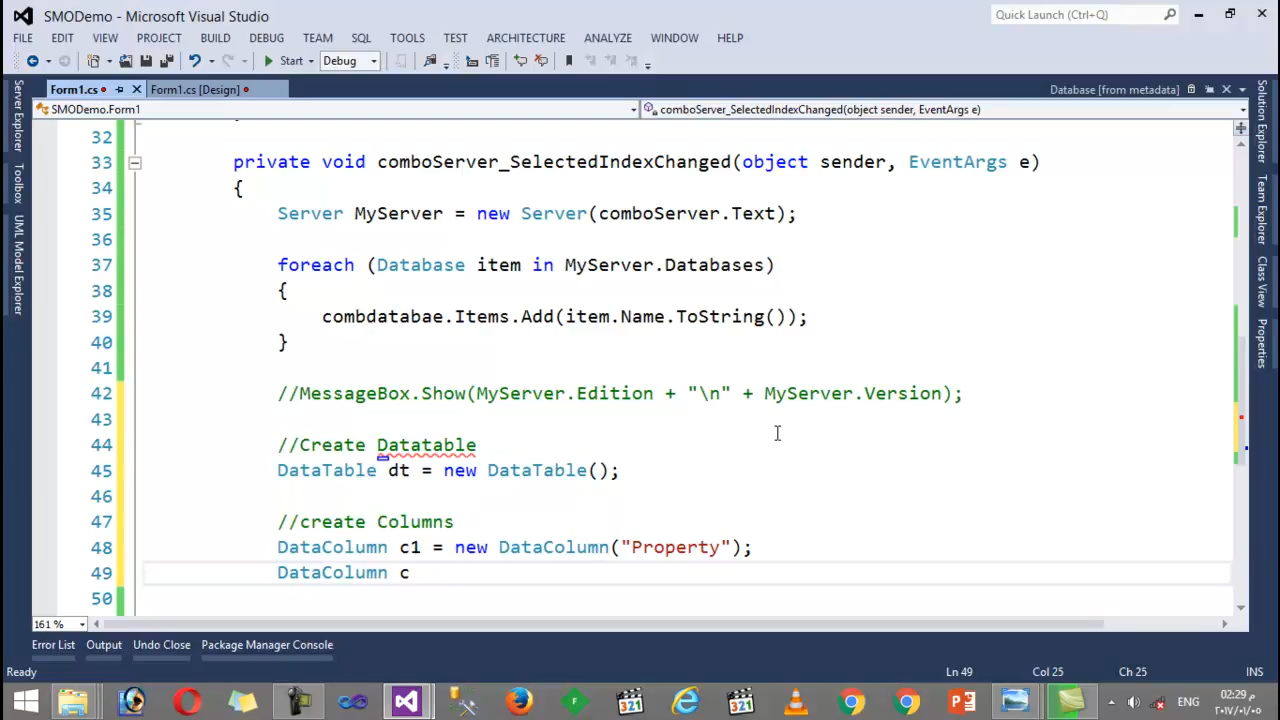 SMODemo - Microsoft Visual Studio
Quick Launch (Ctrl+Q)
FILE EDIT VIEW PROJECT BUILD DEBUG TEAM SQL TOOLS TEST ARCHITECTURE ANALYZE WINDOW HELP
Start Debug
Form1.cs Form1.cs [Design] Database [from metadata]
SMODemo.Form1 comboServer_SelectedIndexChanged(object sender, EventArgs e)
Server Explorer
Toolbox
UML Model Explorer
Solution Explorer
Team Explorer
Class View
Properties
32
33 private void comboServer_SelectedIndexChanged(object sender, EventArgs e)
34 {
35 Server MyServer = new Server(comboServer.Text);
36
37 foreach (Database item in MyServer.Databases)
38 {
39 combdatabae.Items.Add(item.Name.ToString());
40 }
41
42 //MessageBox.Show(MyServer.Edition + "\n" + MyServer.Version);
43
44 //Create Datatable
45 DataTable dt = new DataTable();
46
47 //create Columns
48 DataColumn c1 = new DataColumn("Property");
49 DataColumn c
50
161 %
Error List Output Undo Close Package Manager Console
Ready Ln 49 Col 25 Ch 25 INS
321 321 ENG 02:29 م